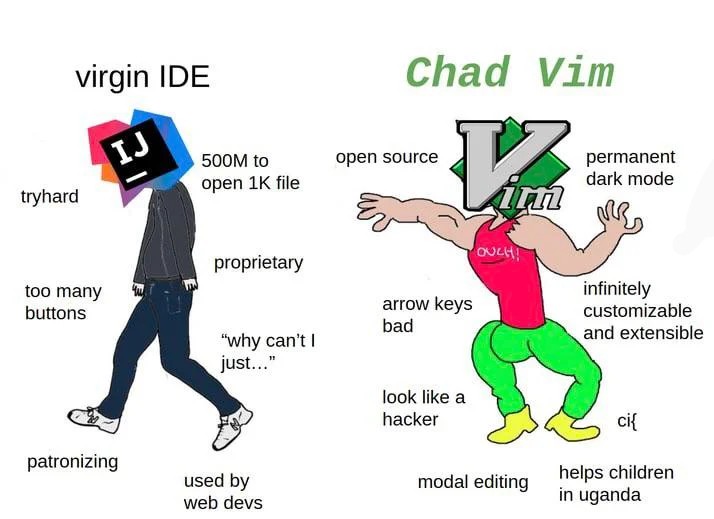 virgin IDE
IJ
500M to
open 1K file
tryhard
proprietary
too many
buttons
“why can’t I
just…”
patronizing
used by
web devs
Chad Vim
Vim
open source
permanent
dark mode
OUCH!
arrow keys
bad
infinitely
customizable
and extensible
look like a
hacker
ci{
modal editing
helps children
in uganda